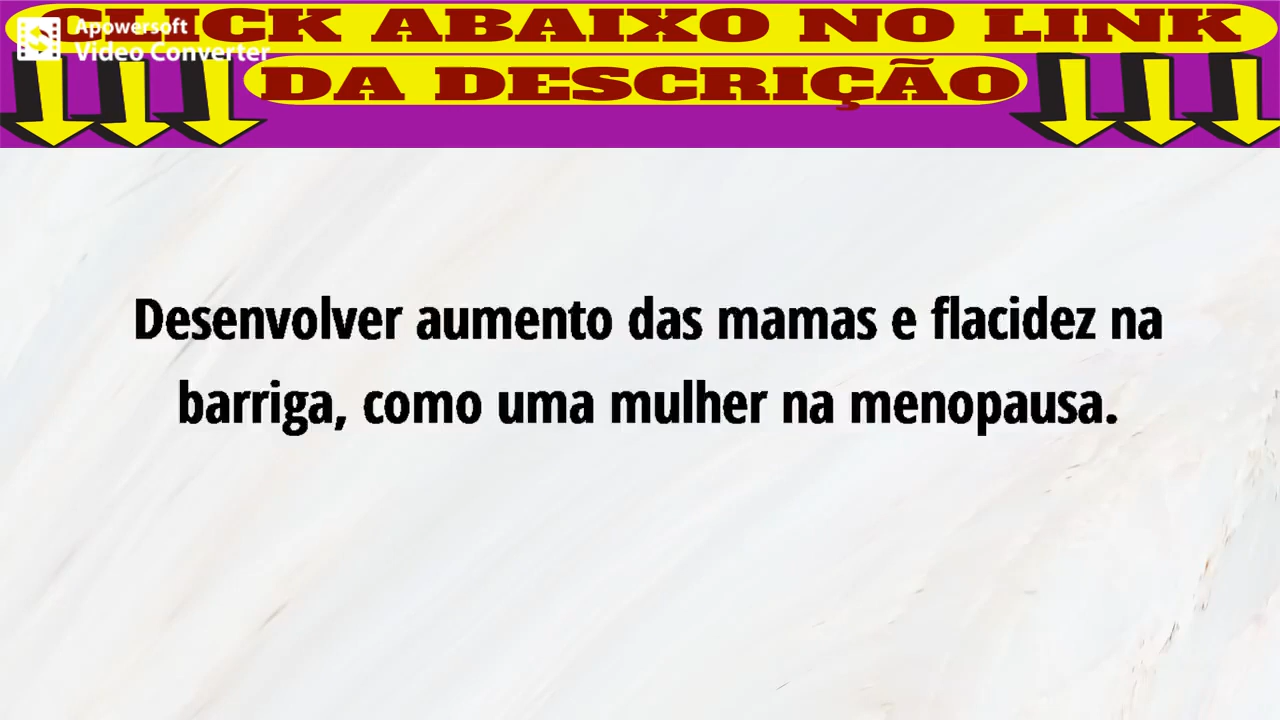 CLICK ABAIXO NO LINK
DA DESCRIÇÃO
Apowersoft
Video Converter
Desenvolver aumento das mamas e flacidez na
barriga, como uma mulher na menopausa.